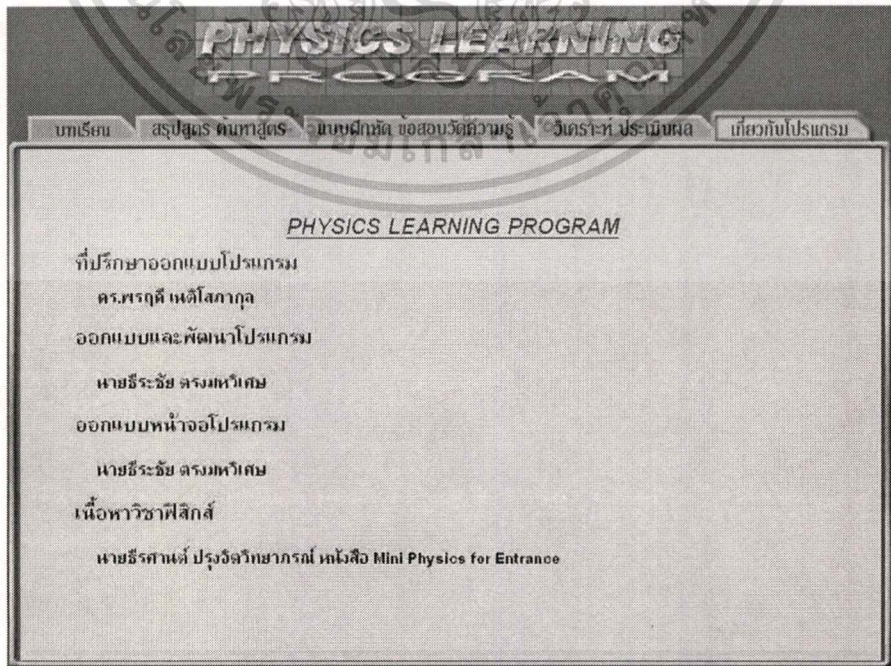 PHYSICS LEARNING
PROGRAM
บทเรียน สรุปสูตร ค้นหาสูตร แบบฝึกหัด ข้อสอบวัดความรู้ วิเคราะห์ ประเมินผล เกี่ยวกับโปรแกรม
PHYSICS LEARNING PROGRAM
ที่ปรึกษาออกแบบโปรแกรม
ดร.พรฤดี เนติโสภากุล
ออกแบบและพัฒนาโปรแกรม
นายธีระชัย ตรงมหวิเศษ
ออกแบบหน้าจอโปรแกรม
นายธีระชัย ตรงมหวิเศษ
เนื้อหาวิชาฟิสิกส์
นายธีรศานต์ ปรุงจิตวิทยาภรณ์ หนังสือ Mini Physics for Entrance